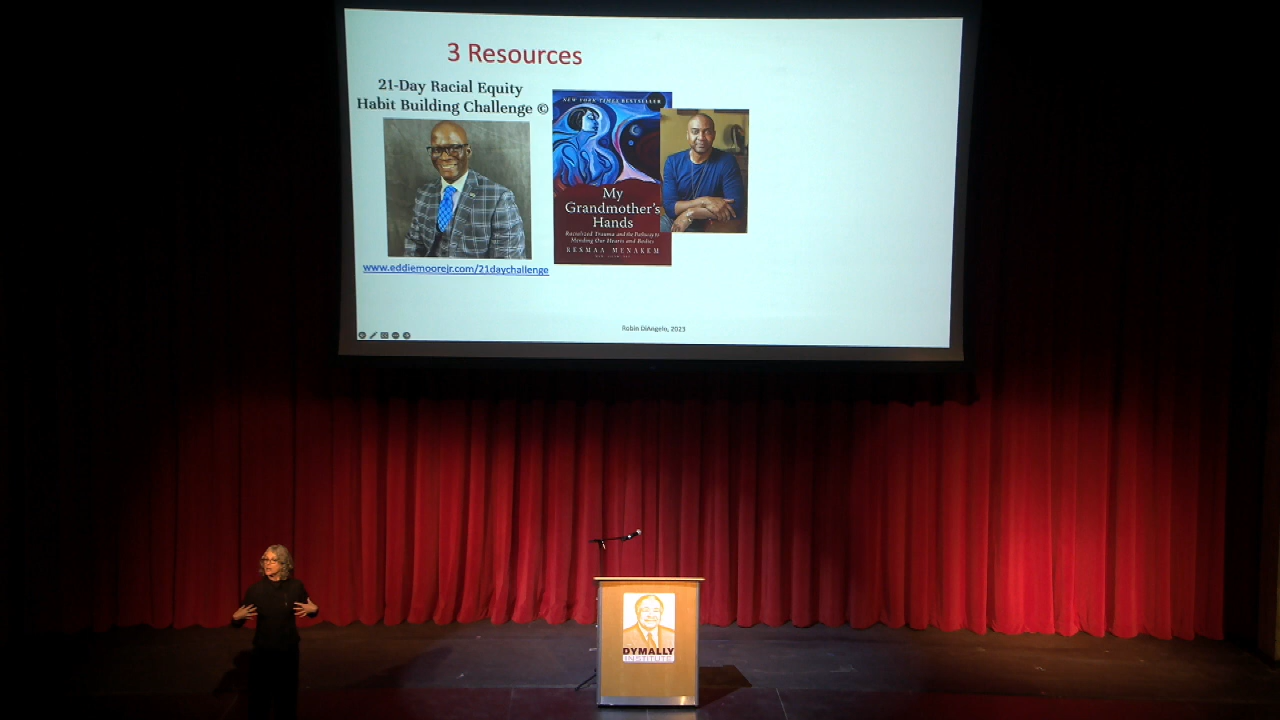 3 Resources
21-Day Racial Equity
Habit Building Challenge ©
www.eddiemoorejr.com/21daychallenge
NEW YORK TIMES BESTSELLER
My
Grandmother's
Hands
Racialized Trauma and the Pathway to
Mending Our Hearts and Bodies
RESMAA MENAKEM
Robin DiAngelo, 2023
DYMALLY
INSTITUTE